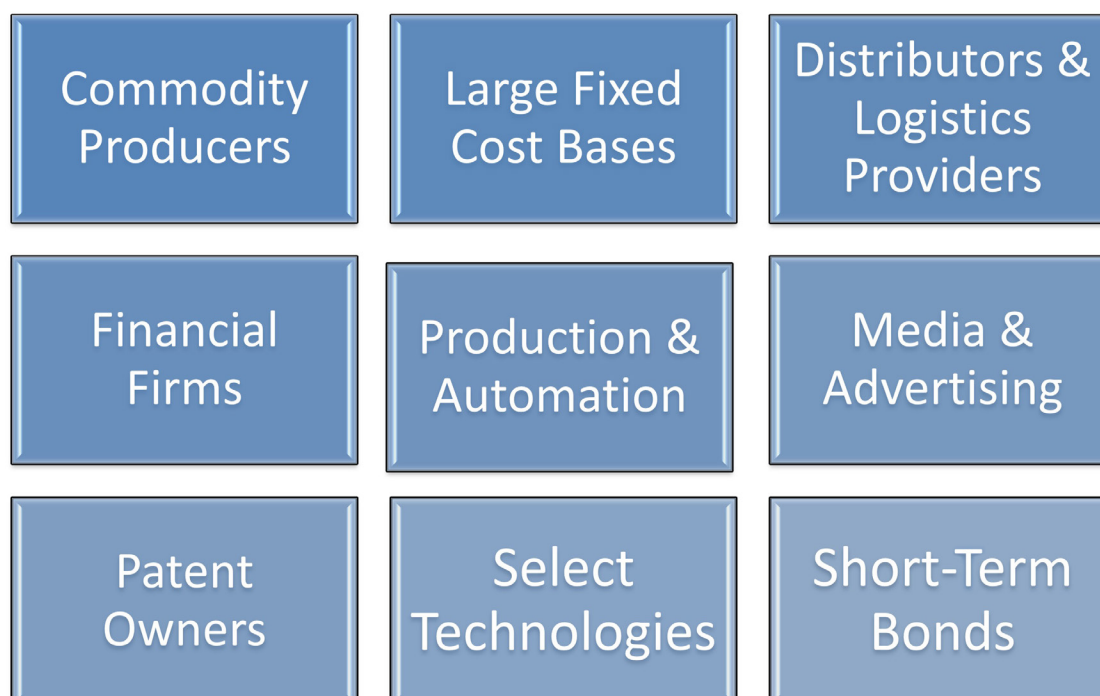 Commodity
Producers
Large Fixed
Cost Bases
Distributors &
Logistics
Providers
Financial
Firms
Production &
Automation
Media &
Advertising
Patent
Owners
Select
Technologies
Short-Term
Bonds